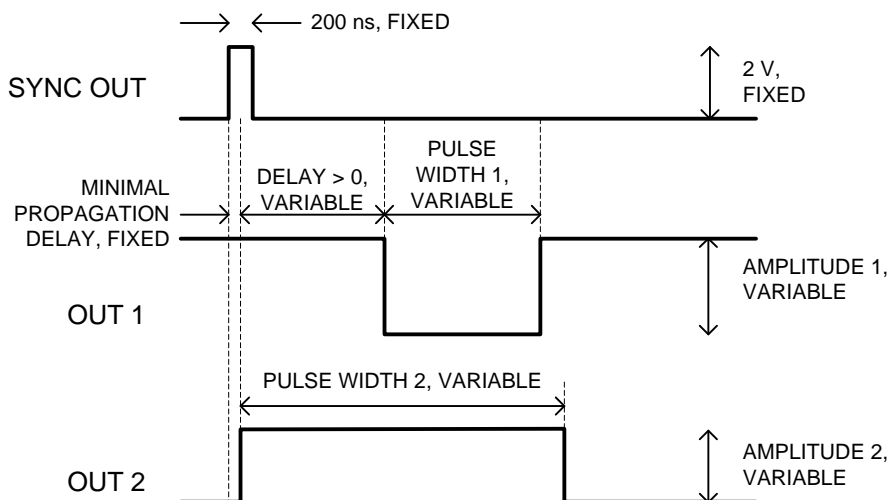 200 ns, FIXED
SYNC OUT
2 V,
FIXED
PULSE
WIDTH 1,
VARIABLE
DELAY > 0,
VARIABLE
MINIMAL
PROPAGATION
DELAY, FIXED
AMPLITUDE 1,
VARIABLE
OUT 1
PULSE WIDTH 2, VARIABLE
AMPLITUDE 2,
VARIABLE
OUT 2